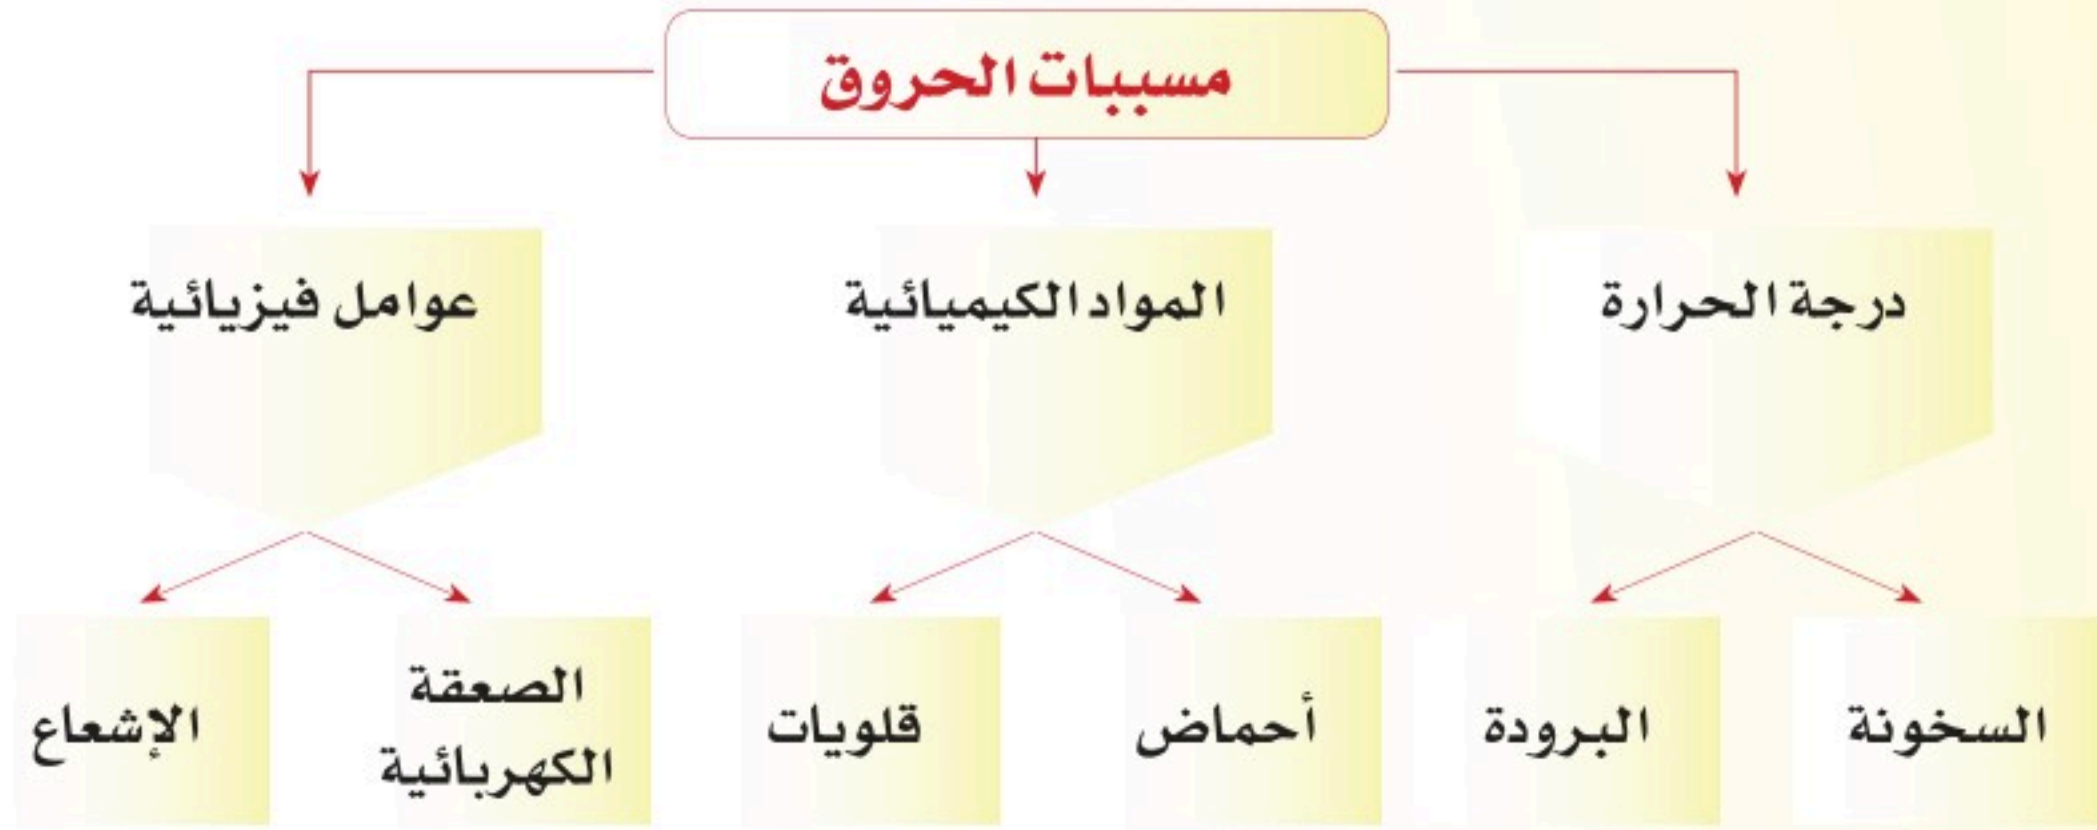 مسببات الحروق
درجة الحرارة
المواد الكيميائية
عوامل فيزيائية
السخونة
البرودة
أحماض
قلويات
الصعقة
الكهربائية
الإشعاع